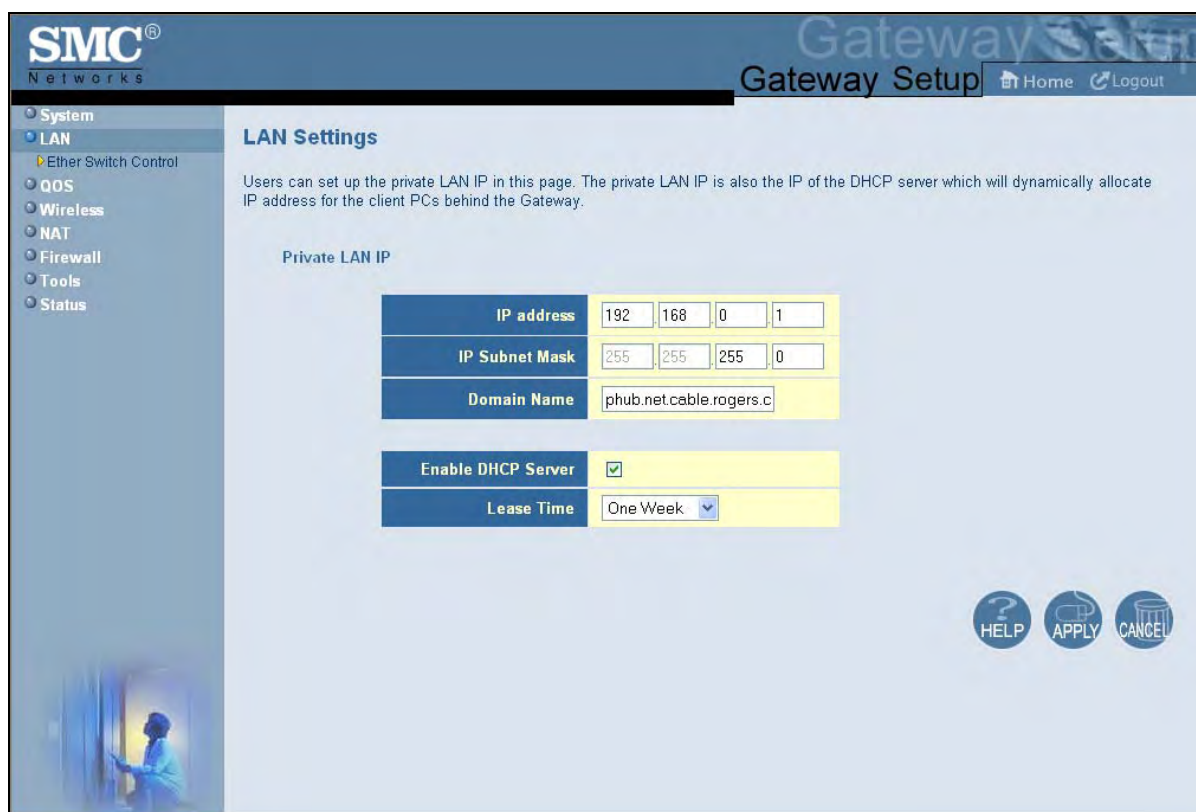 SMC®
Networks
Gateway Setup
Gateway Setup
Home
Logout
System
LAN
Ether Switch Control
QOS
Wireless
NAT
Firewall
Tools
Status
LAN Settings
Users can set up the private LAN IP in this page. The private LAN IP is also the IP of the DHCP server which will dynamically allocate
IP address for the client PCs behind the Gateway.
Private LAN IP
IP address 192 . 168 . 0 . 1
IP Subnet Mask 255 . 255 . 255 . 0
Domain Name phub.net.cable.rogers.c
Enable DHCP Server
Lease Time One Week
HELP APPLY CANCEL